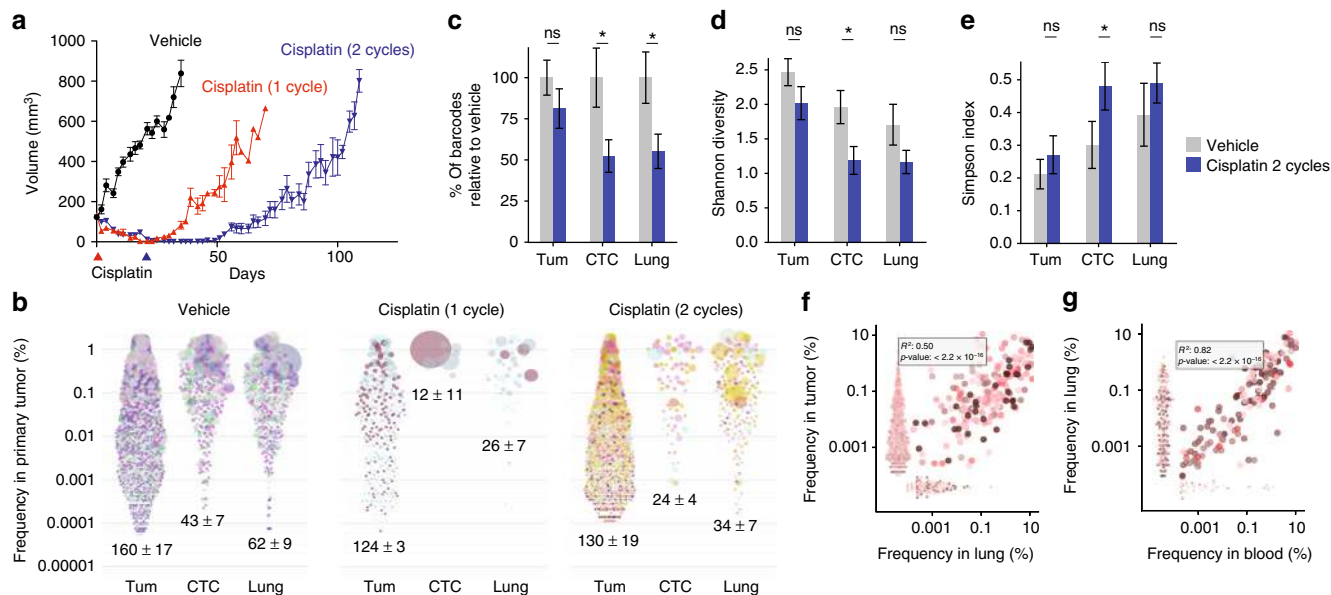 a
Vehicle
Cisplatin (2 cycles)
Cisplatin (1 cycle)
Volume (mm³)
1000
800
600
400
200
0
50
100
Cisplatin
Days
c
ns
*
*
% Of barcodes
relative to vehicle
100
75
50
25
0
Tum
CTC
Lung
d
ns
*
ns
Shannon diversity
2.5
2.0
1.5
1.0
0.5
0.0
Tum
CTC
Lung
e
ns
*
ns
Simpson index
0.5
0.4
0.3
0.2
0.1
0.0
Tum
CTC
Lung
Vehicle
Cisplatin 2 cycles
b
Vehicle
Cisplatin (1 cycle)
Cisplatin (2 cycles)
Frequency in primary tumor (%)
1
0.1
0.01
0.001
0.0001
0.00001
160 ± 17
43 ± 7
62 ± 9
124 ± 3
12 ± 11
26 ± 7
130 ± 19
24 ± 4
34 ± 7
Tum
CTC
Lung
Tum
CTC
Lung
Tum
CTC
Lung
f
R²: 0.50
p-value: < 2.2 × 10⁻¹⁶
Frequency in tumor (%)
10
0.1
0.001
0.001
0.1
10
Frequency in lung (%)
g
R²: 0.82
p-value: < 2.2 × 10⁻¹⁶
Frequency in lung (%)
10
0.1
0.001
0.001
0.1
10
Frequency in blood (%)